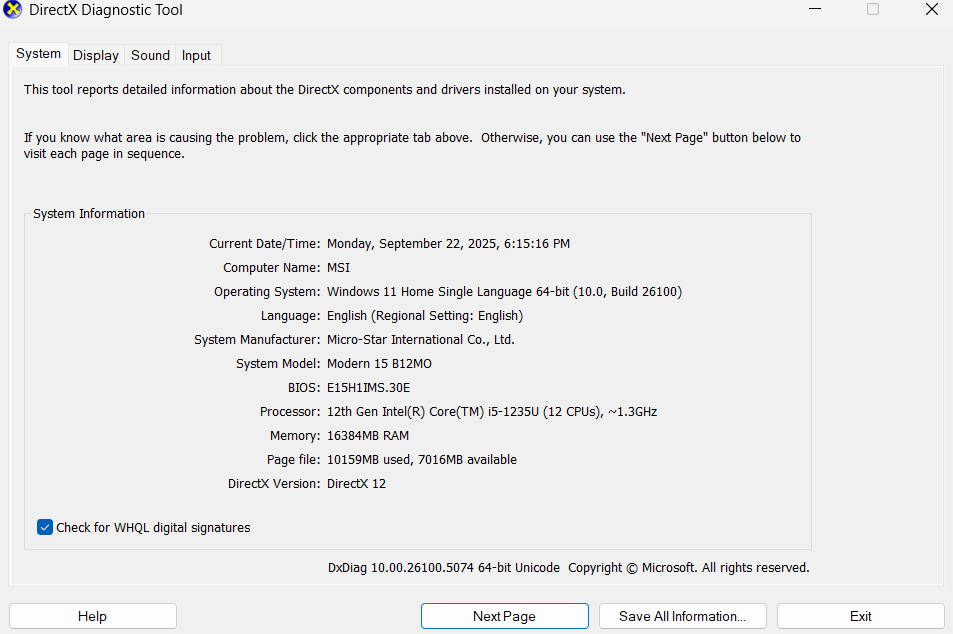 DirectX Diagnostic Tool
System Display Sound Input
This tool reports detailed information about the DirectX components and drivers installed on your system.
If you know what area is causing the problem, click the appropriate tab above.  Otherwise, you can use the "Next Page" button below to
visit each page in sequence.
System Information
Current Date/Time: Monday, September 22, 2025, 6:15:16 PM
Computer Name: MSI
Operating System: Windows 11 Home Single Language 64-bit (10.0, Build 26100)
Language: English (Regional Setting: English)
System Manufacturer: Micro-Star International Co., Ltd.
System Model: Modern 15 B12MO
BIOS: E15H1IMS.30E
Processor: 12th Gen Intel(R) Core(TM) i5-1235U (12 CPUs), ~1.3GHz
Memory: 16384MB RAM
Page file: 10159MB used, 7016MB available
DirectX Version: DirectX 12
Check for WHQL digital signatures
DxDiag 10.00.26100.5074 64-bit Unicode  Copyright © Microsoft. All rights reserved.
Help Next Page Save All Information... Exit